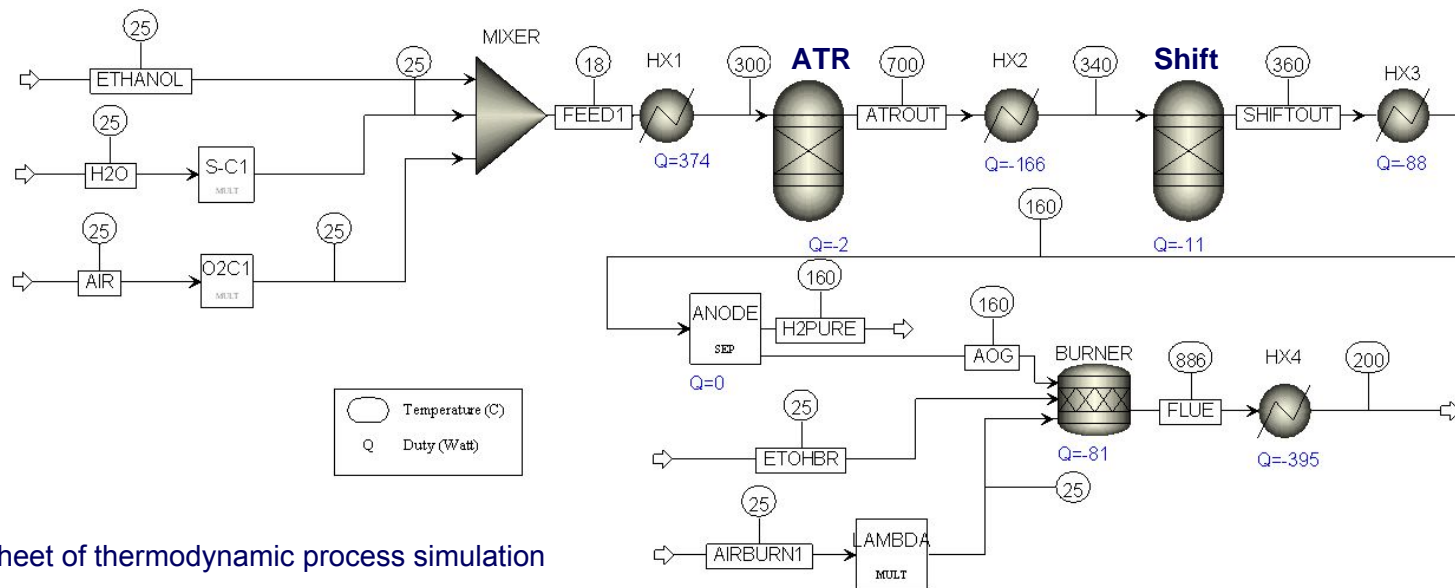 25
ETHANOL
25
H2O
S-C1
MULT
25
AIR
O2C1
MULT
25
25
MIXER
18
FEED1
HX1
Q=374
300
ATR
Q=-2
700
ATROUT
HX2
Q=-166
340
Shift
Q=-11
360
SHIFTOUT
HX3
Q=-88
160
ANODE
SEP
Q=0
160
H2PURE
160
AOG
BURNER
Q=-81
886
FLUE
HX4
Q=-395
200
25
ETOHBR
25
AIRBURN1
LAMBDA
MULT
25
Temperature (C)
Q Duty (Watt)
heet of thermodynamic process simulation